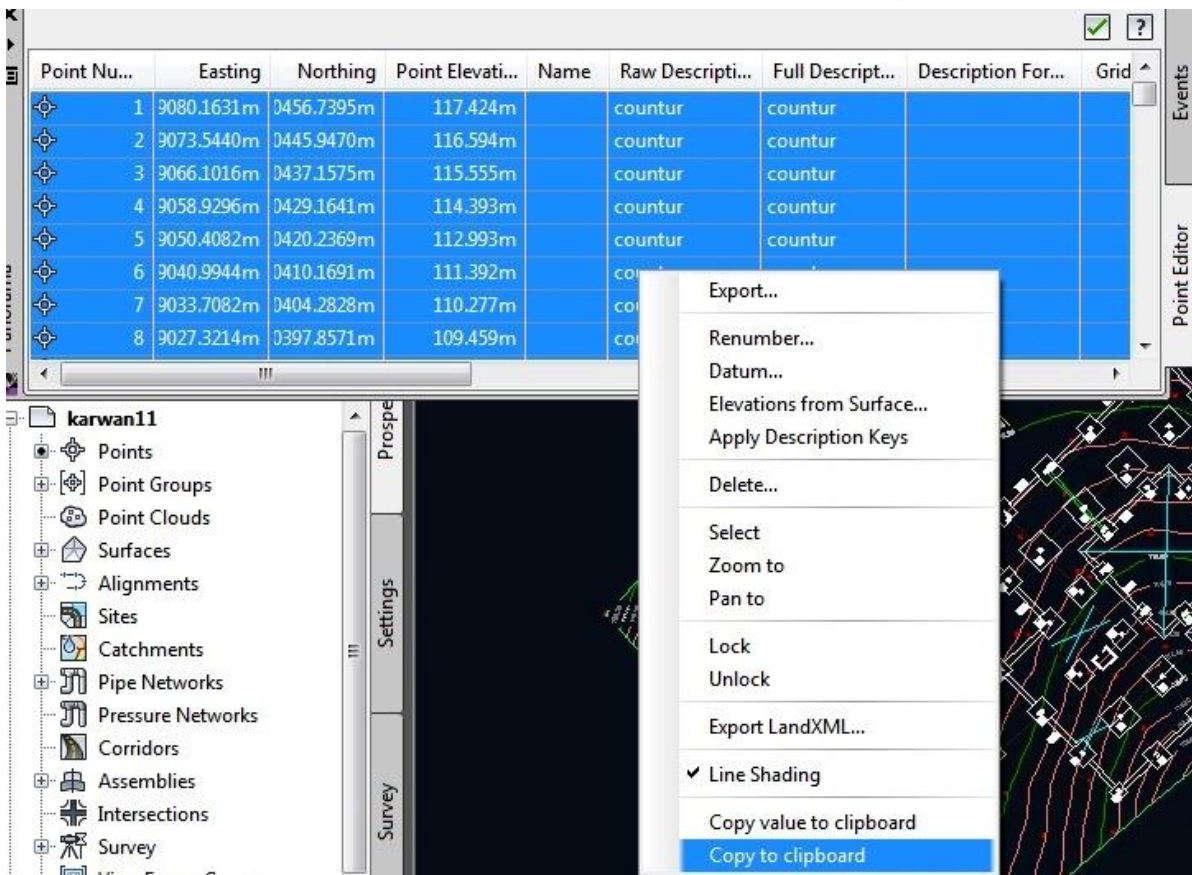 Point Nu... Easting Northing Point Elevati... Name Raw Descripti... Full Descript... Description For... Grid
1 9080.1631m 0456.7395m 117.424m countur countur
2 9073.5440m 0445.9470m 116.594m countur countur
3 9066.1016m 0437.1575m 115.555m countur countur
4 9058.9296m 0429.1641m 114.393m countur countur
5 9050.4082m 0420.2369m 112.993m countur countur
6 9040.9944m 0410.1691m 111.392m
7 9033.7082m 0404.2828m 110.277m
8 9027.3214m 0397.8571m 109.459m
Events
Point Editor
Export...
Renumber...
Datum...
Elevations from Surface...
Apply Description Keys
Delete...
Select
Zoom to
Pan to
Lock
Unlock
Export LandXML...
Line Shading
Copy value to clipboard
Copy to clipboard
karwan11
Points
Point Groups
Point Clouds
Surfaces
Alignments
Sites
Catchments
Pipe Networks
Pressure Networks
Corridors
Assemblies
Intersections
Survey
Prospe
Settings
Survey